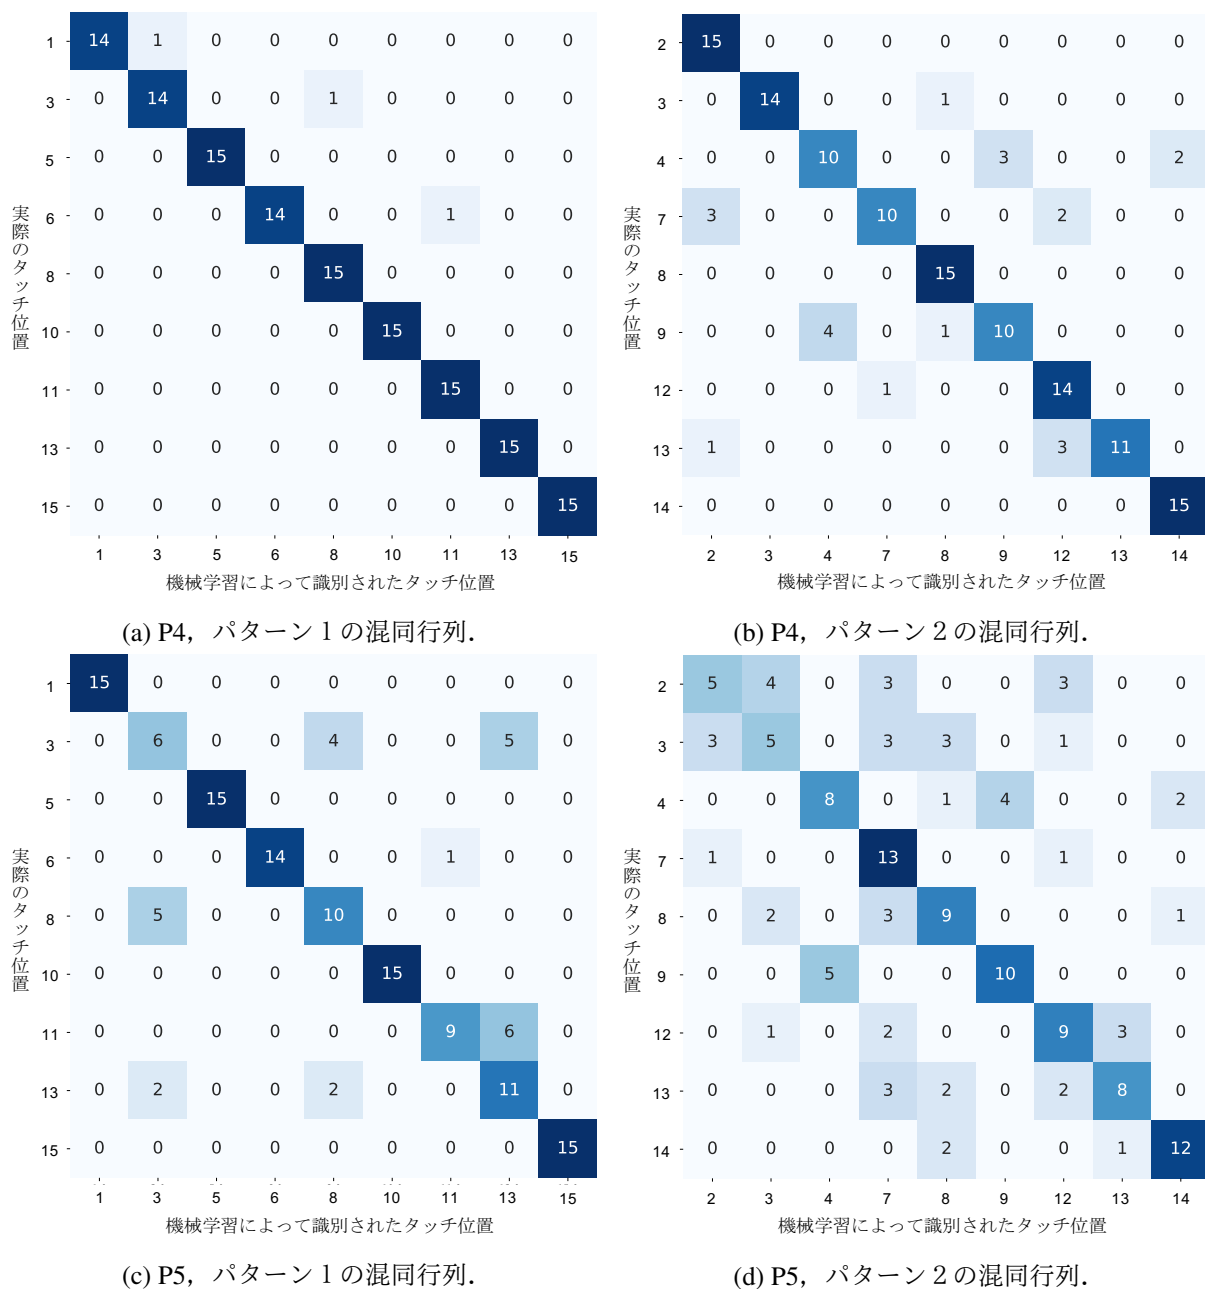 1 14 1 0 0 0 0 0 0 0
3 0 14 0 0 1 0 0 0 0
5 0 0 15 0 0 0 0 0 0
6 0 0 0 14 0 0 1 0 0
8 0 0 0 0 15 0 0 0 0
10 0 0 0 0 0 15 0 0 0
11 0 0 0 0 0 0 15 0 0
13 0 0 0 0 0 0 0 15 0
15 0 0 0 0 0 0 0 0 15
実際のタッチ位置
1 3 5 6 8 10 11 13 15
機械学習によって識別されたタッチ位置
(a) P4，パターン１の混同行列．
2 15 0 0 0 0 0 0 0 0
3 0 14 0 0 1 0 0 0 0
4 0 0 10 0 0 3 0 0 2
7 3 0 0 10 0 0 2 0 0
8 0 0 0 0 15 0 0 0 0
9 0 0 4 0 1 10 0 0 0
12 0 0 0 1 0 0 14 0 0
13 1 0 0 0 0 0 3 11 0
14 0 0 0 0 0 0 0 0 15
実際のタッチ位置
2 3 4 7 8 9 12 13 14
機械学習によって識別されたタッチ位置
(b) P4，パターン２の混同行列．
1 15 0 0 0 0 0 0 0 0
3 0 6 0 0 4 0 0 5 0
5 0 0 15 0 0 0 0 0 0
6 0 0 0 14 0 0 1 0 0
8 0 5 0 0 10 0 0 0 0
10 0 0 0 0 0 15 0 0 0
11 0 0 0 0 0 0 9 6 0
13 0 2 0 0 2 0 0 11 0
15 0 0 0 0 0 0 0 0 15
実際のタッチ位置
1 3 5 6 8 10 11 13 15
機械学習によって識別されたタッチ位置
(c) P5，パターン１の混同行列．
2 5 4 0 3 0 0 3 0 0
3 3 5 0 3 3 0 1 0 0
4 0 0 8 0 1 4 0 0 2
7 1 0 0 13 0 0 1 0 0
8 0 2 0 3 9 0 0 0 1
9 0 0 5 0 0 10 0 0 0
12 0 1 0 2 0 0 9 3 0
13 0 0 0 3 2 0 2 8 0
14 0 0 0 0 2 0 0 1 12
実際のタッチ位置
2 3 4 7 8 9 12 13 14
機械学習によって識別されたタッチ位置
(d) P5，パターン２の混同行列．